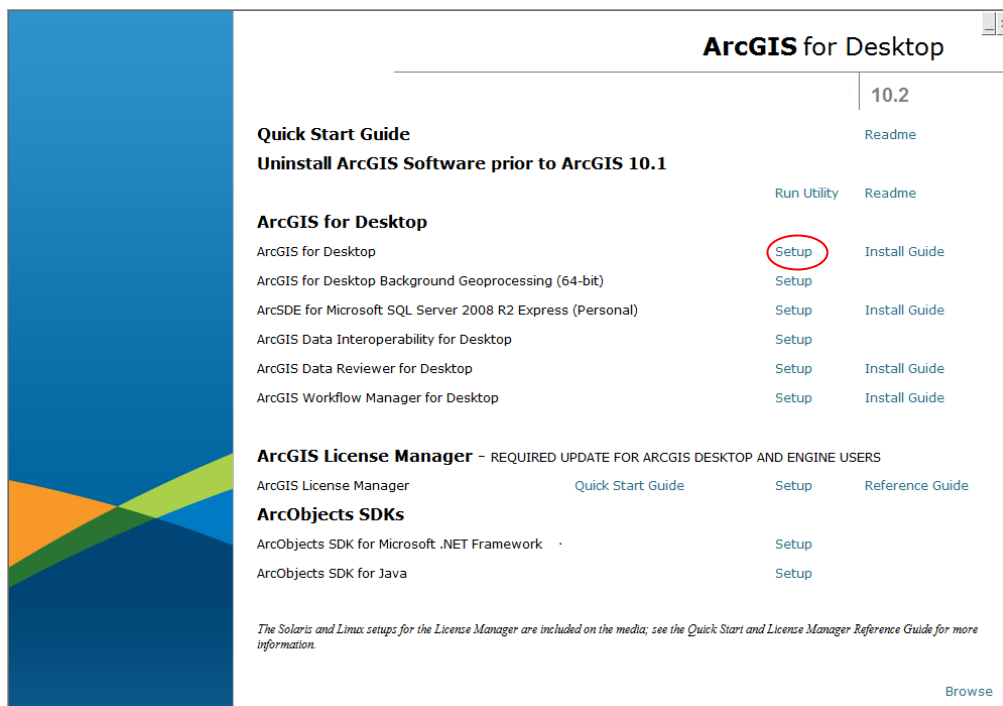 ArcGIS for Desktop
10.2
Quick Start Guide Readme
Uninstall ArcGIS Software prior to ArcGIS 10.1
Run Utility Readme
ArcGIS for Desktop
ArcGIS for Desktop Setup Install Guide
ArcGIS for Desktop Background Geoprocessing (64-bit) Setup
ArcSDE for Microsoft SQL Server 2008 R2 Express (Personal) Setup Install Guide
ArcGIS Data Interoperability for Desktop Setup
ArcGIS Data Reviewer for Desktop Setup Install Guide
ArcGIS Workflow Manager for Desktop Setup Install Guide
ArcGIS License Manager – REQUIRED UPDATE FOR ARCGIS DESKTOP AND ENGINE USERS
ArcGIS License Manager Quick Start Guide Setup Reference Guide
ArcObjects SDKs
ArcObjects SDK for Microsoft .NET Framework · Setup
ArcObjects SDK for Java Setup
The Solaris and Linux setups for the License Manager are included on the media; see the Quick Start and License Manager Reference Guide for more
information.
Browse